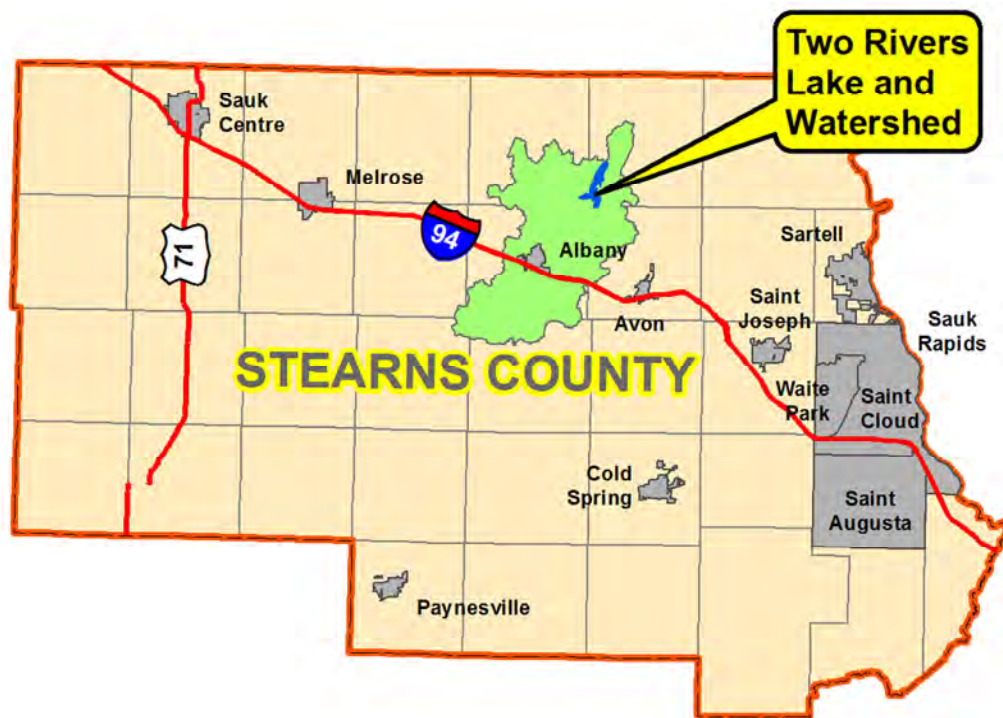 Two Rivers
Lake and
Watershed
Sauk
Centre
Melrose
94
71
Albany
Sartell
Avon
Saint
Joseph
Sauk
Rapids
STEARNS COUNTY
Waite
Park
Saint
Cloud
Cold
Spring
Saint
Augusta
Paynesville